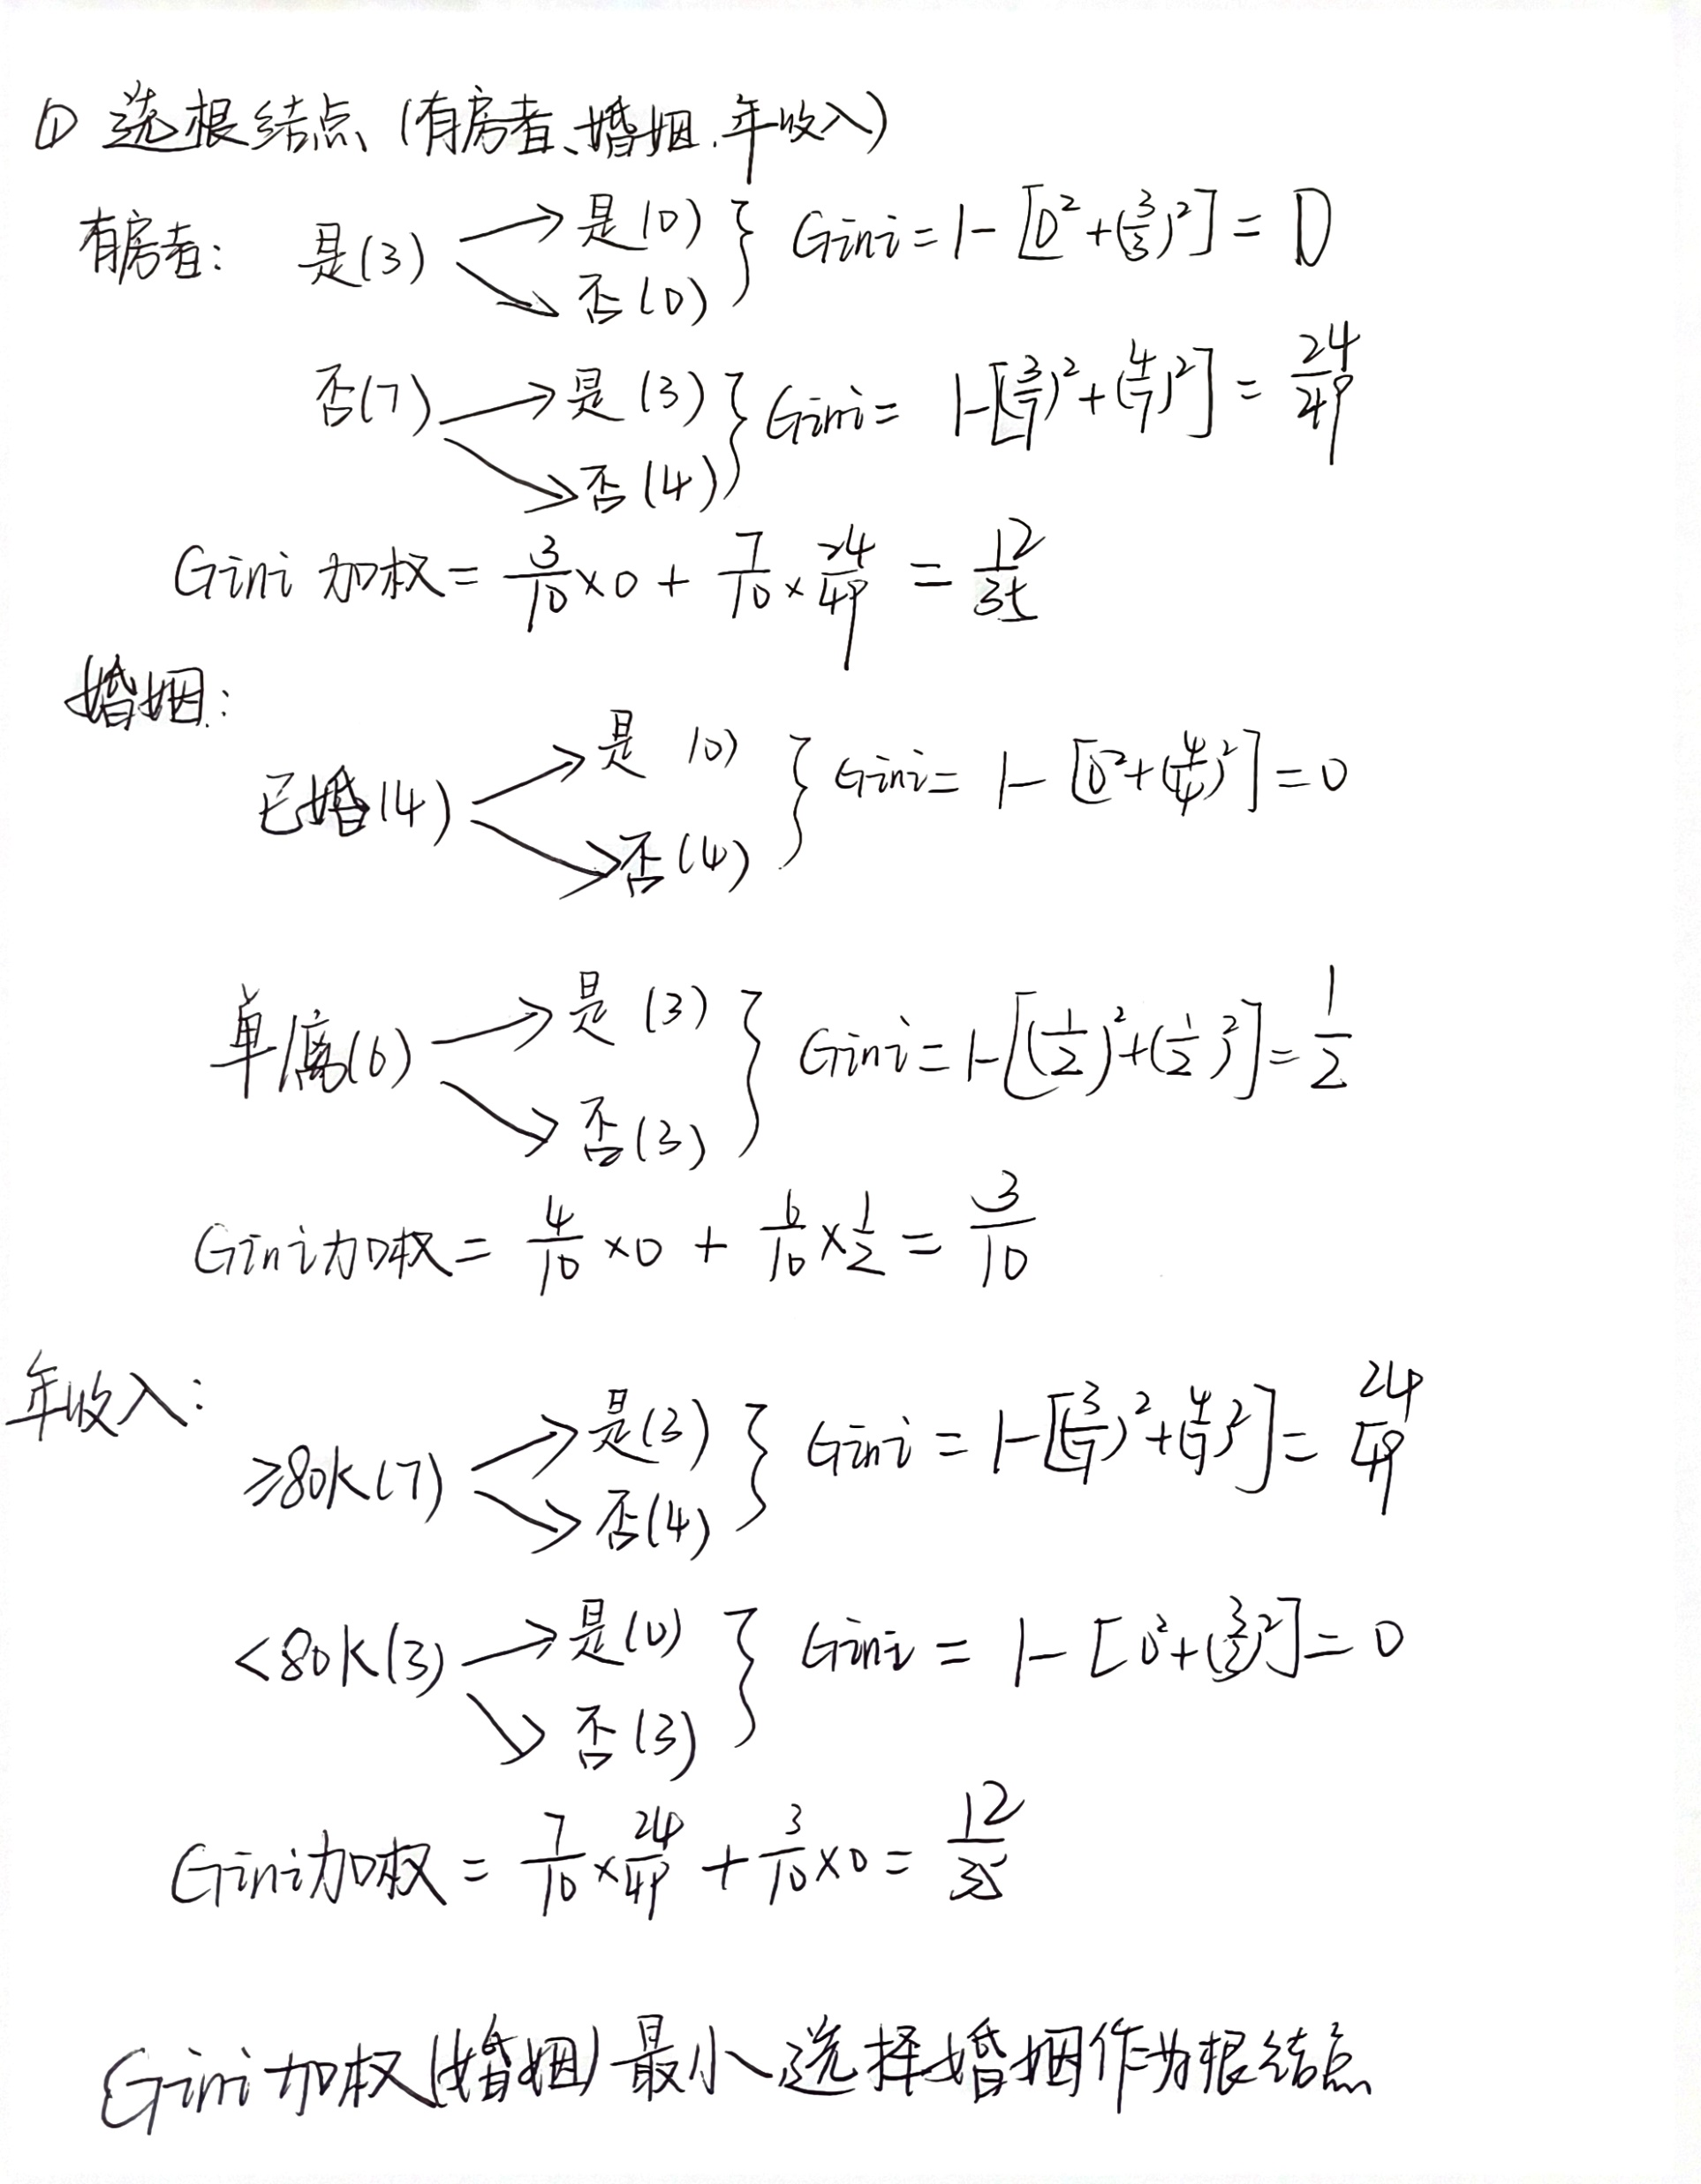 ① 选根结点 (有房者、婚姻.年收入)
有房者: 是(3) → 是(0) } Gini = 1 - [0² + (3/3)²] = 0
↘ 否(0)
否(7) → 是(3) } Gini = 1-[(3/7)² + (4/7)²] = 24/49
↘ 否(4)
Gini 加权 = 3/10 × 0 + 7/10 × 24/49 = 12/35
婚姻:
已婚(4) → 是(0) } Gini = 1 - [0² + (4/4)²] = 0
↘ 否(4)
单/离(6) → 是(3) } Gini = 1-[(1/2)² + (1/2)²] = 1/2
↘ 否(3)
Gini加权 = 4/10 × 0 + 6/10 × 1/2 = 3/10
年收入:
≥80K(7) → 是(3) } Gini = 1-[(3/7)² + (4/7)²] = 24/49
↘ 否(4)
<80K(3) → 是(0) } Gini = 1 - [0² + (3/3)²] = 0
↘ 否(3)
Gini加权 = 7/10 × 24/49 + 3/10 × 0 = 12/35
Gini加权(婚姻)最小、选择婚姻作为根结点